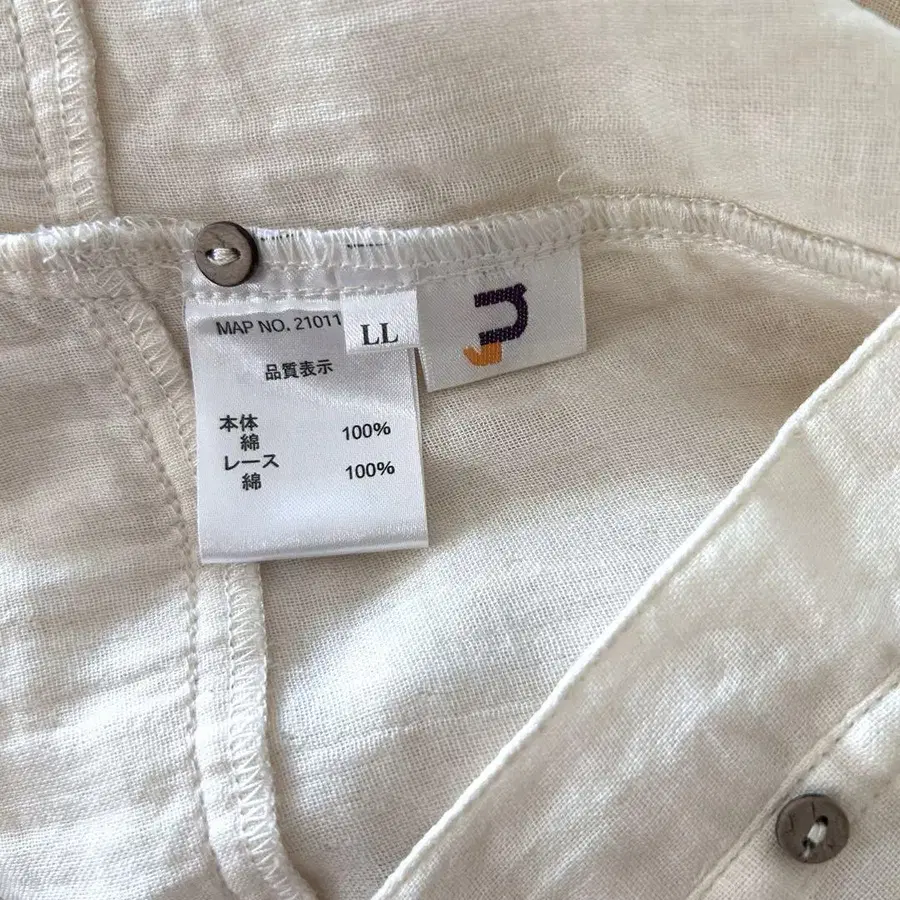 MAP NO. 21011
LL
品質表示
本体
綿 100%
レース
綿 100%